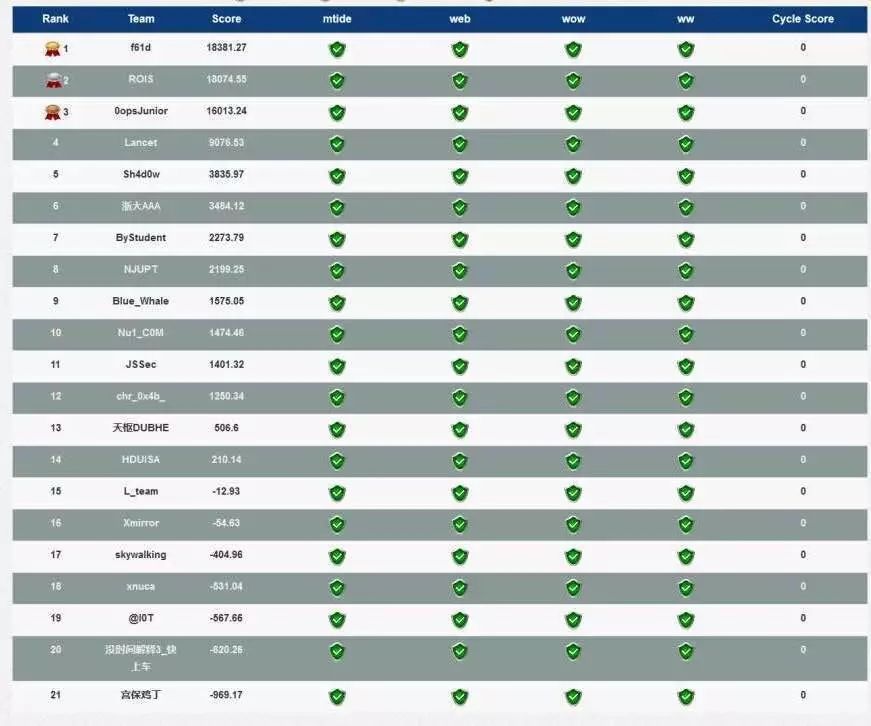 Rank Team Score mtide web wow ww Cycle Score
1 f61d 18381.27 0
2 ROIS 18074.55 0
3 0opsJunior 16013.24 0
4 Lancet 9076.53 0
5 Sh4d0w 3835.97 0
6 浙大AAA 3484.12 0
7 ByStudent 2273.79 0
8 NJUPT 2199.25 0
9 Blue_Whale 1575.05 0
10 Nu1_C0M 1474.46 0
11 JSSec 1401.32 0
12 chr_0x4b_ 1250.34 0
13 天枢DUBHE 506.6 0
14 HDUISA 210.14 0
15 L_team -12.93 0
16 Xmirror -54.63 0
17 skywalking -404.96 0
18 xnuca -531.04 0
19 @I0T -567.66 0
20 没时间解释3_快 -620.26 0
上车
21 宫保鸡丁 -969.17 0